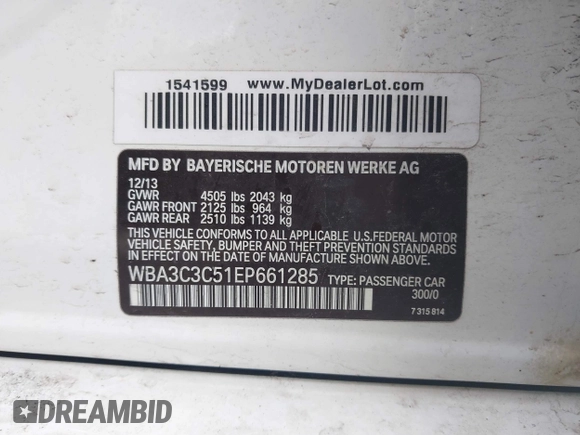 1541599 www.MyDealerLot.com
MFD BY BAYERISCHE MOTOREN WERKE AG
12/13
GVWR 4505 lbs 2043 kg
GAWR FRONT 2125 lbs 964 kg
GAWR REAR 2510 lbs 1139 kg
THIS VEHICLE CONFORMS TO ALL APPLICABLE U.S.FEDERAL MOTOR
VEHICLE SAFETY, BUMPER AND THEFT PREVENTION STANDARDS
IN EFFECT ON THE DATE OF MANUFACTURE SHOWN ABOVE.
WBA3C3C51EP661285 TYPE: PASSENGER CAR
300/0
7 315 814
DREAMBID